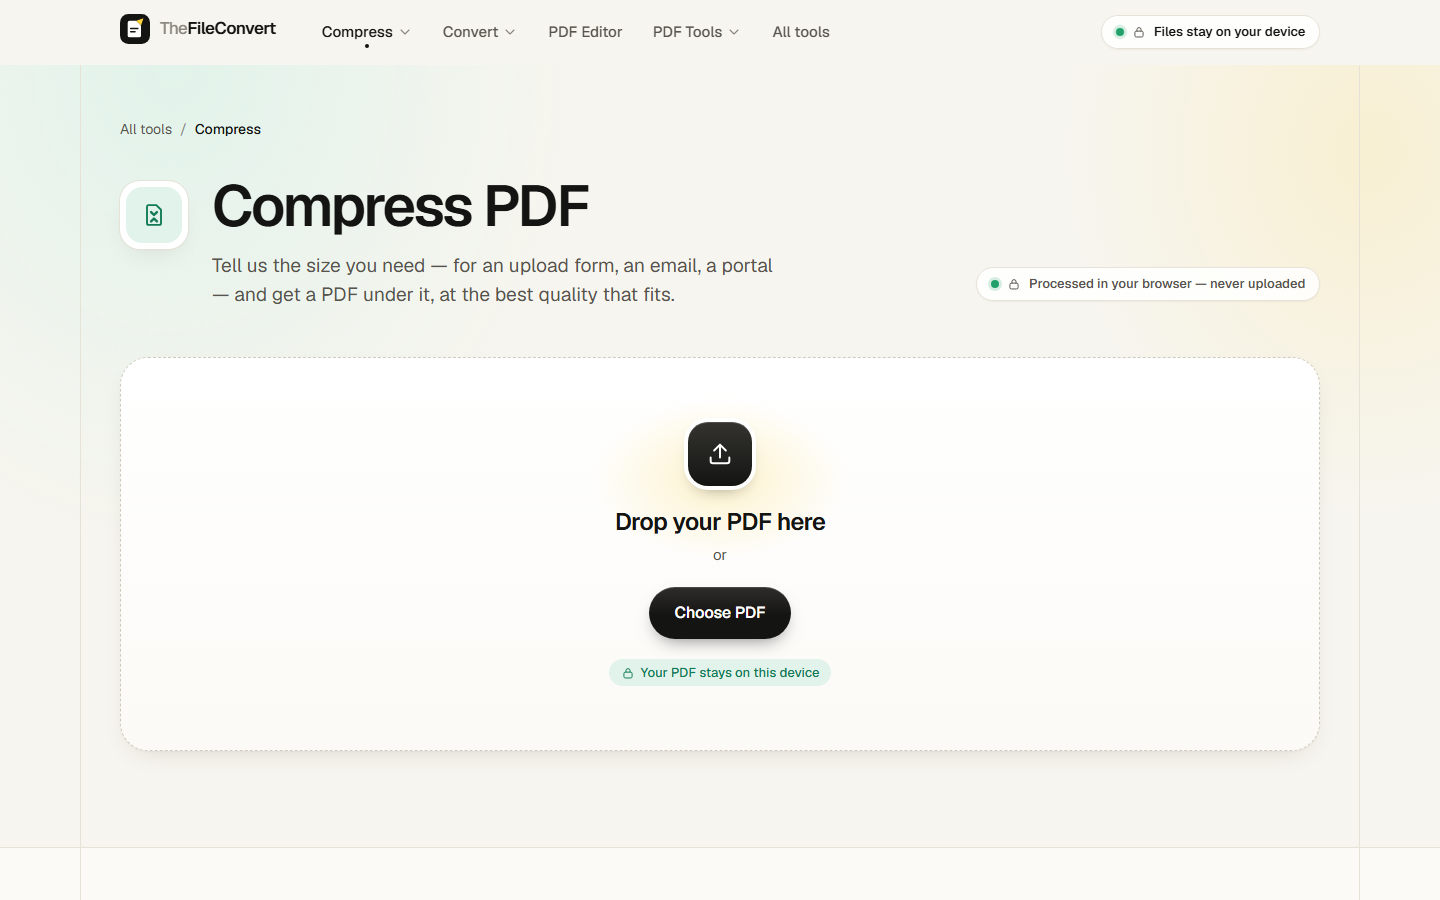 TheFileConvert
Compress
Convert
PDF Editor
PDF Tools
All tools
Files stay on your device
All tools / Compress
Compress PDF
Tell us the size you need — for an upload form, an email, a portal
— and get a PDF under it, at the best quality that fits.
Processed in your browser — never uploaded
Drop your PDF here
or
Choose PDF
Your PDF stays on this device